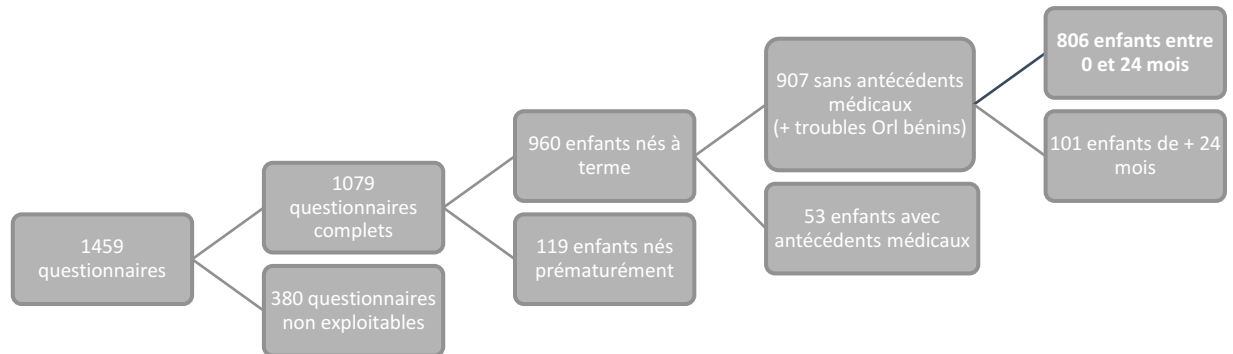 1459
questionnaires
1079
questionnaires
complets
380 questionnaires
non exploitables
960 enfants nés à
terme
119 enfants nés
prématurément
907 sans antécédents
médicaux
(+ troubles Orl bénins)
53 enfants avec
antécédents médicaux
806 enfants entre
0 et 24 mois
101 enfants de + 24
mois